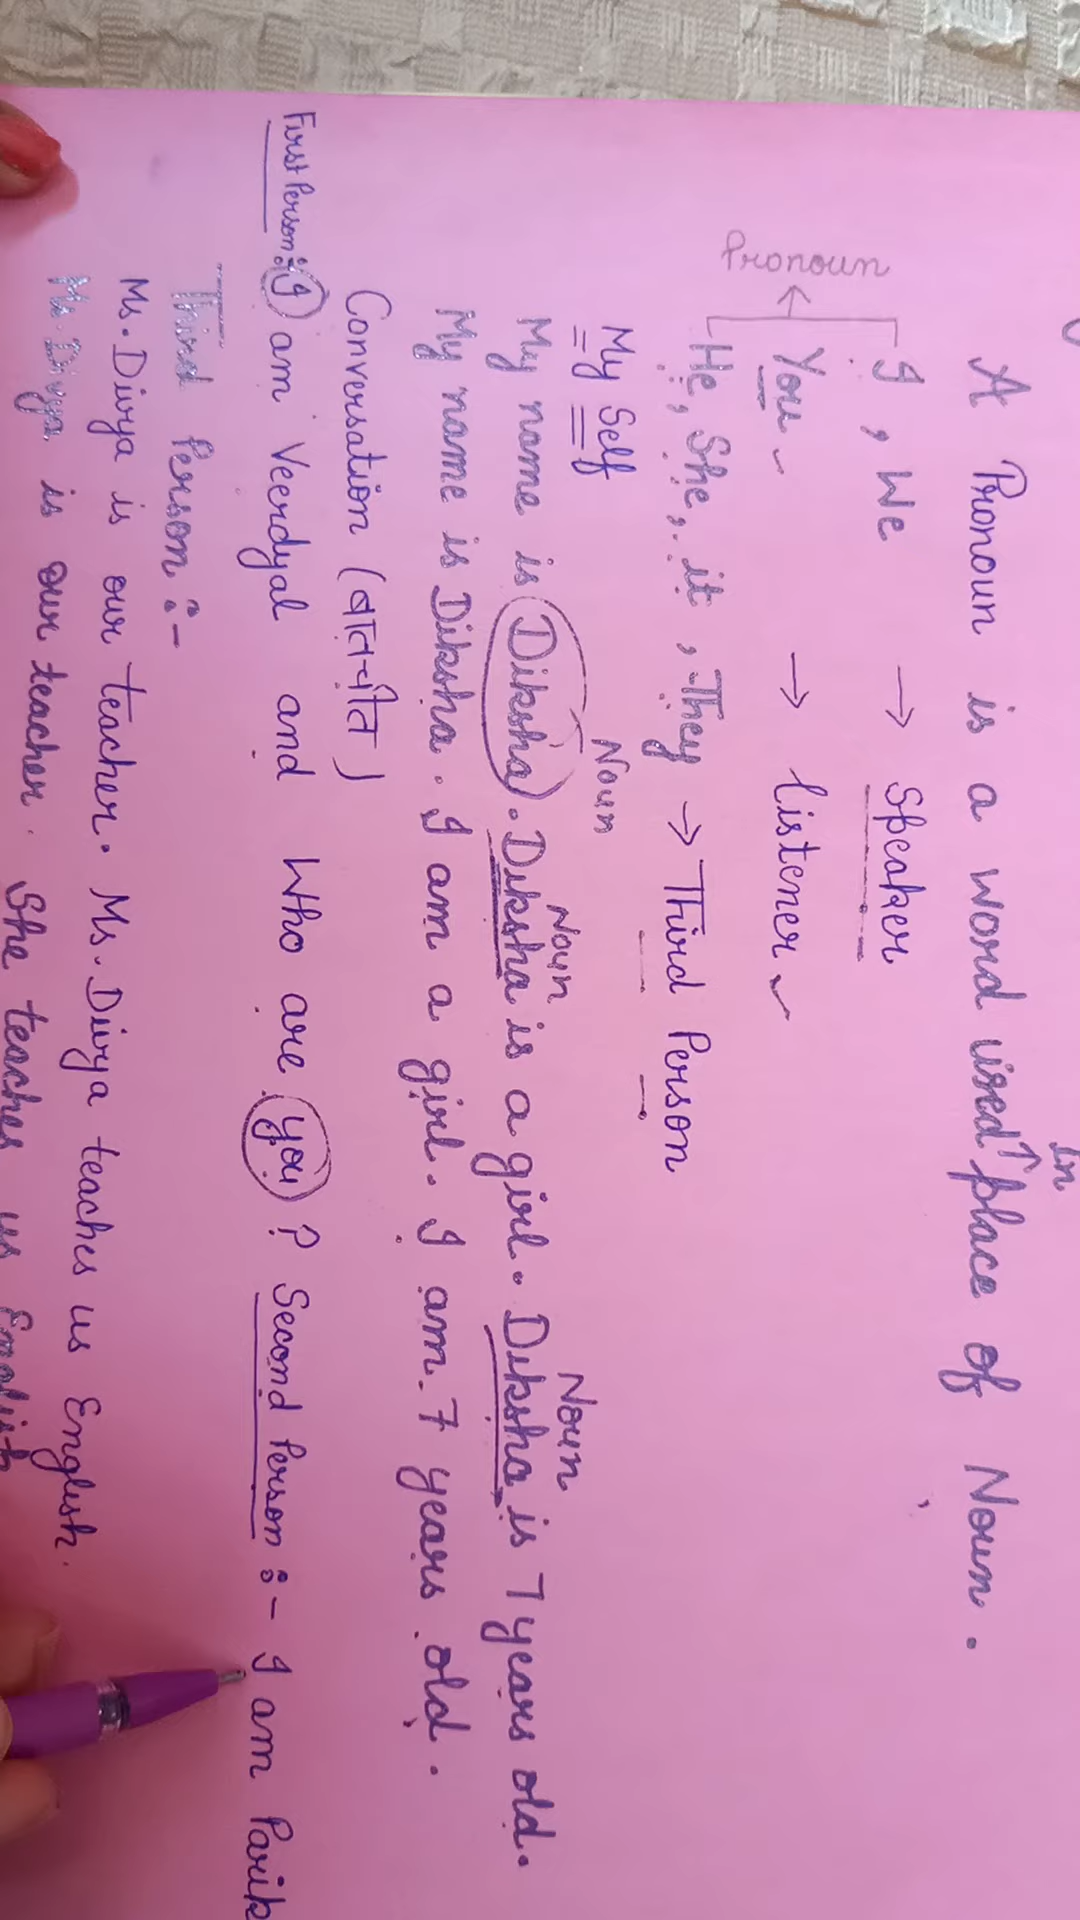 In
A Pronoun is a word used ↑ place of Noun.
I, We → Speaker
Pronoun
You → listener
He, She, it, They → Third Person
My Self
Noun Noun Noun
My name is Diksha. Diksha is a girl. Diksha is 7 years old.
My name is Diksha. I am a girl. I am 7 years old.
Conversation (बातचीत)
First Person:- I am Veerdyal and Who are you? Second Person:- I am
Third Person:-
Ms. Divya is our teacher. Ms. Divya teaches us English.
Ms. Divya is our teacher. She teaches us English